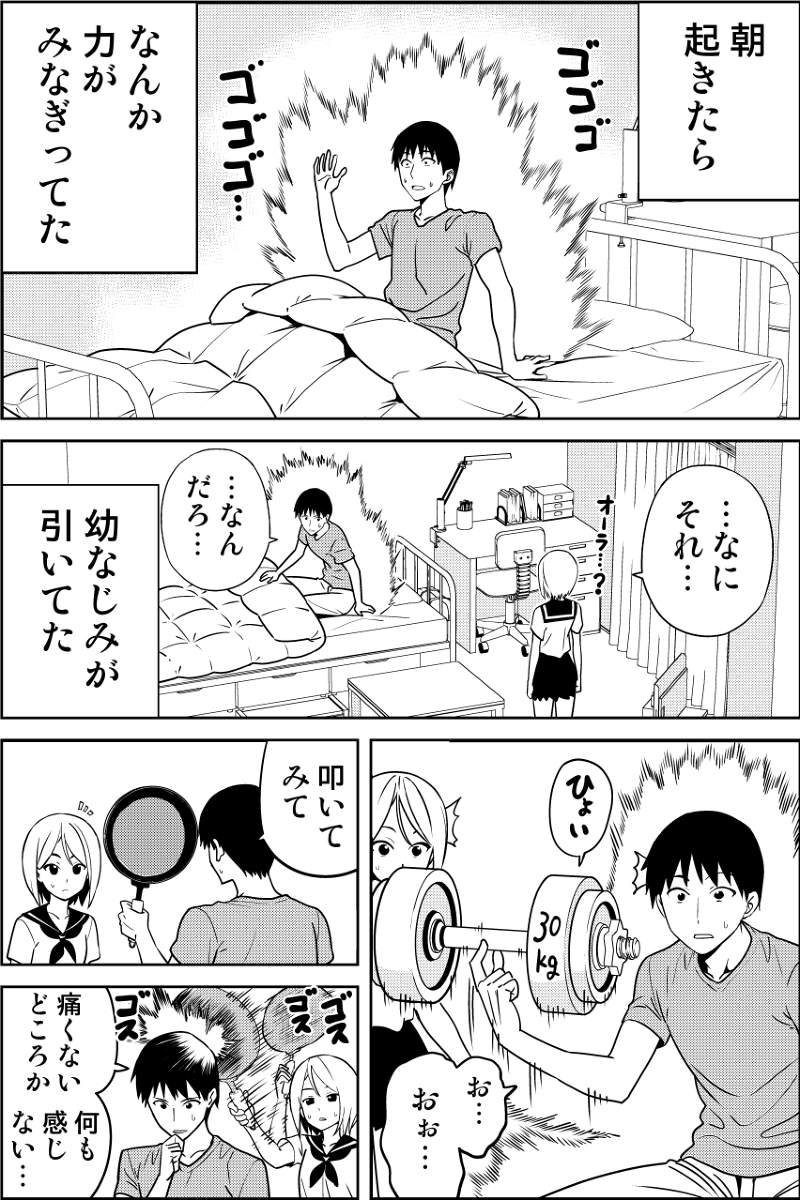 朝
起きたら
ゴゴゴ
ゴゴゴ…
なんか
力が
みなぎってた
…なに
それ…
オーラ…?
…なん
だろ…
幼なじみが
引いてた
ひょい
30
kg
お…
おぉ…
叩いて
みて
ゴス
ゴス
ゴス
痛くない
どころか
何も
感じ
ない…